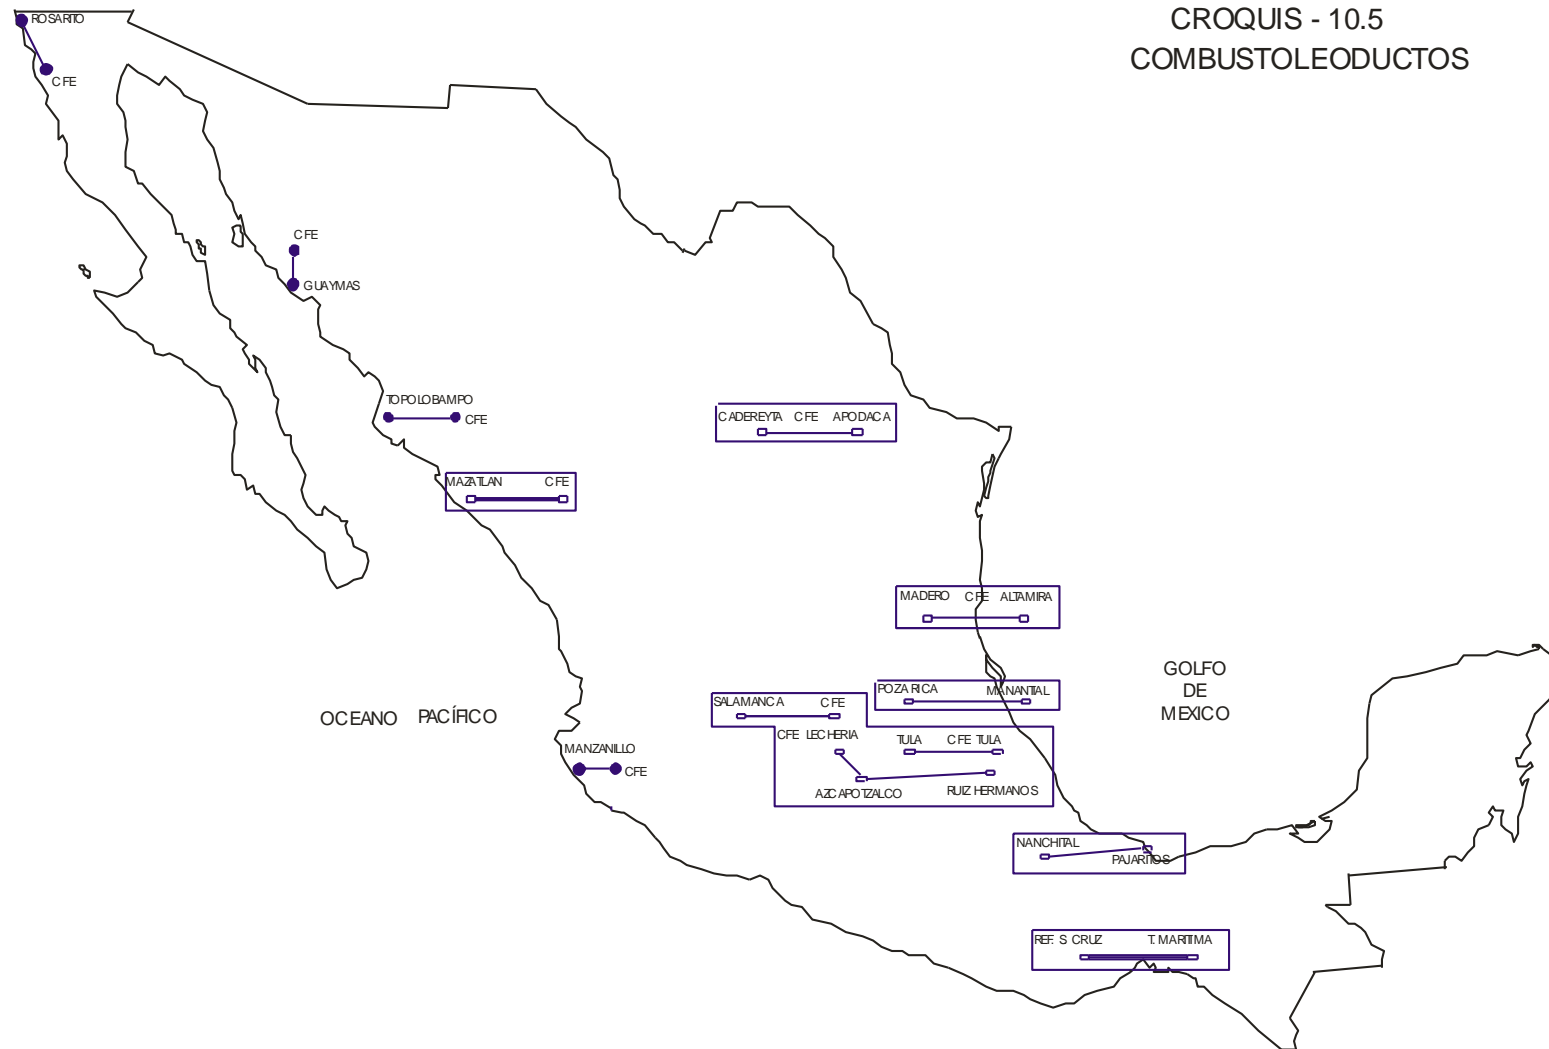 CROQUIS - 10.5
COMBUSTOLEODUCTOS
ROSARITO
CFE
CFE
GUAYMAS
TOPOLOBAMPO
CFE
CADEREYTA CFE APODACA
MAZATLAN CFE
MADERO CFE ALTAMIRA
GOLFO
DE
MEXICO
POZA RICA MANANTIAL
SALAMANCA CFE
OCEANO PACÍFICO
CFE LECHERIA TULA CFE TULA
MANZANILLO
CFE
AZCAPOTZALCO RUIZ HERMANOS
NANCHITAL
PAJARITOS
REF. S CRUZ T. MARITIMA